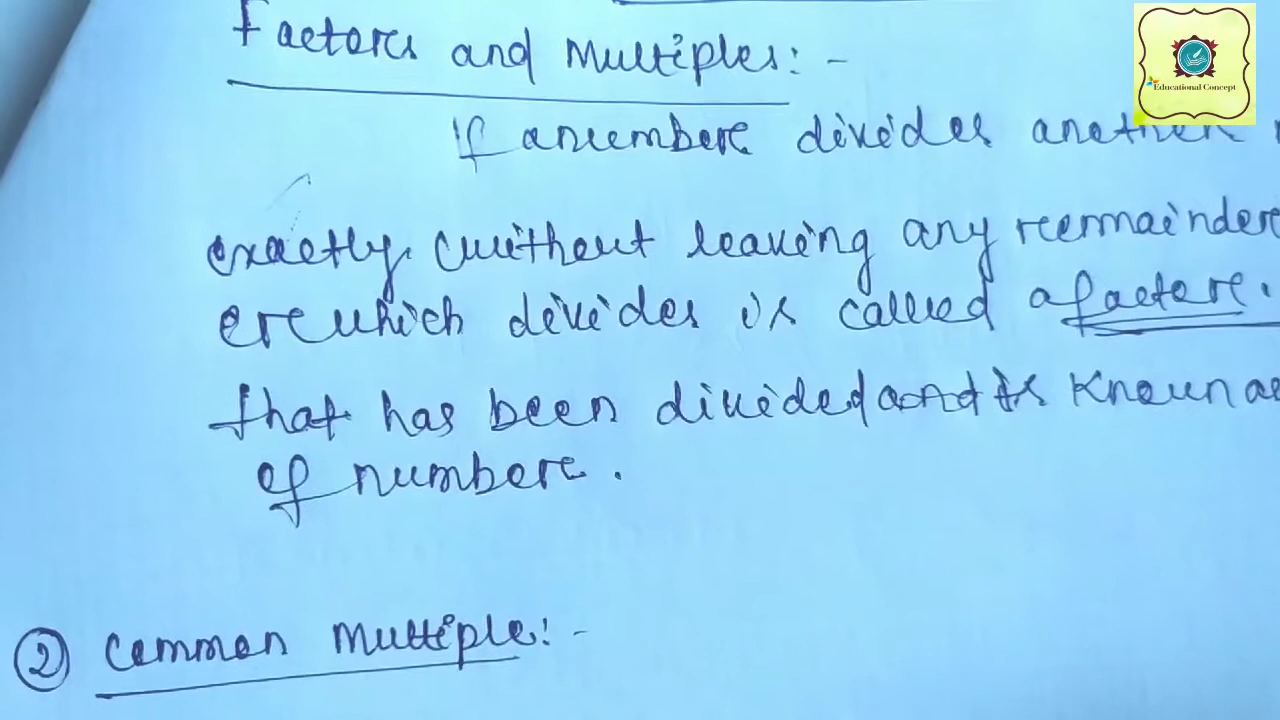 Factors and Multiples: -
Educational Concept
If a number divides another
exactly without leaving any remainder
er which divides is called a factor.
that has been divided and is known as
of number.
② Common Multiple: -